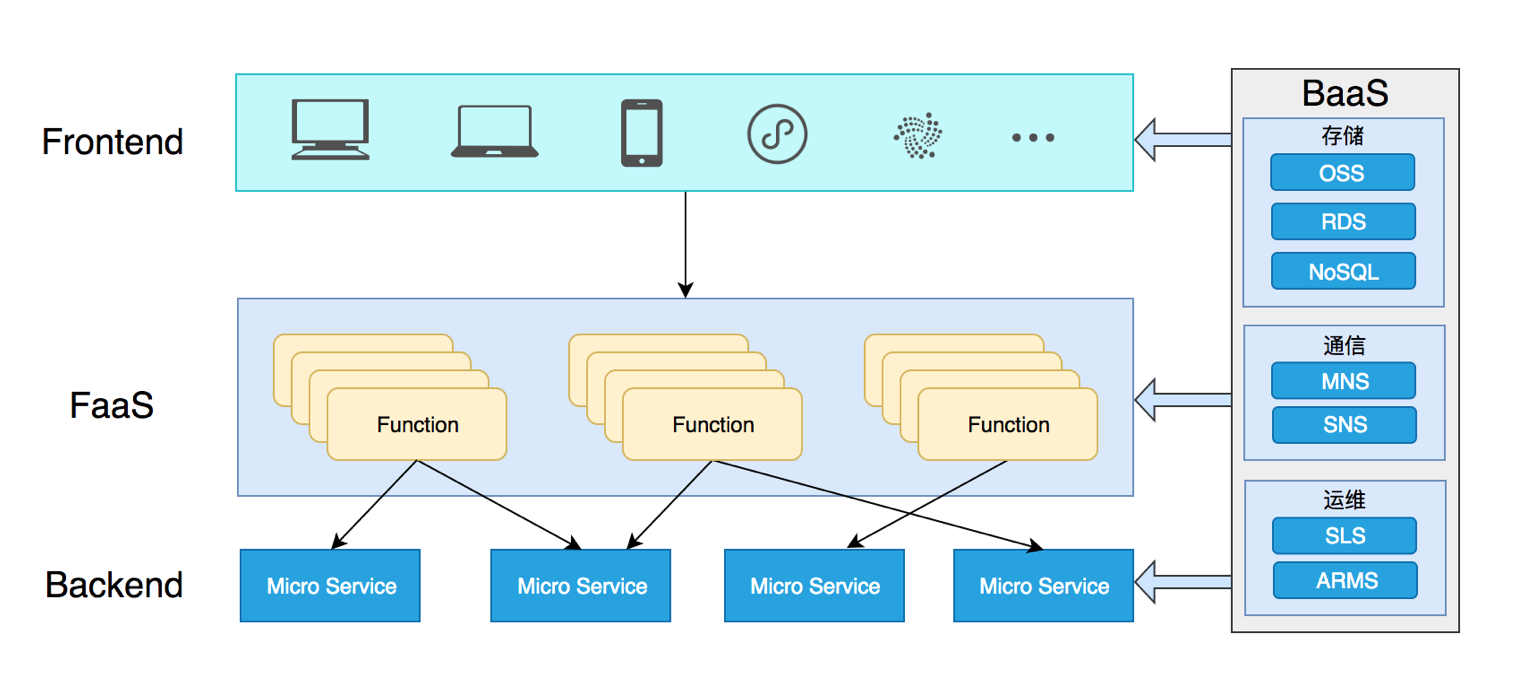 Frontend
FaaS
Function
Function
Function
Backend
Micro Service
Micro Service
Micro Service
Micro Service
BaaS
存储
OSS
RDS
NoSQL
通信
MNS
SNS
运维
SLS
ARMS